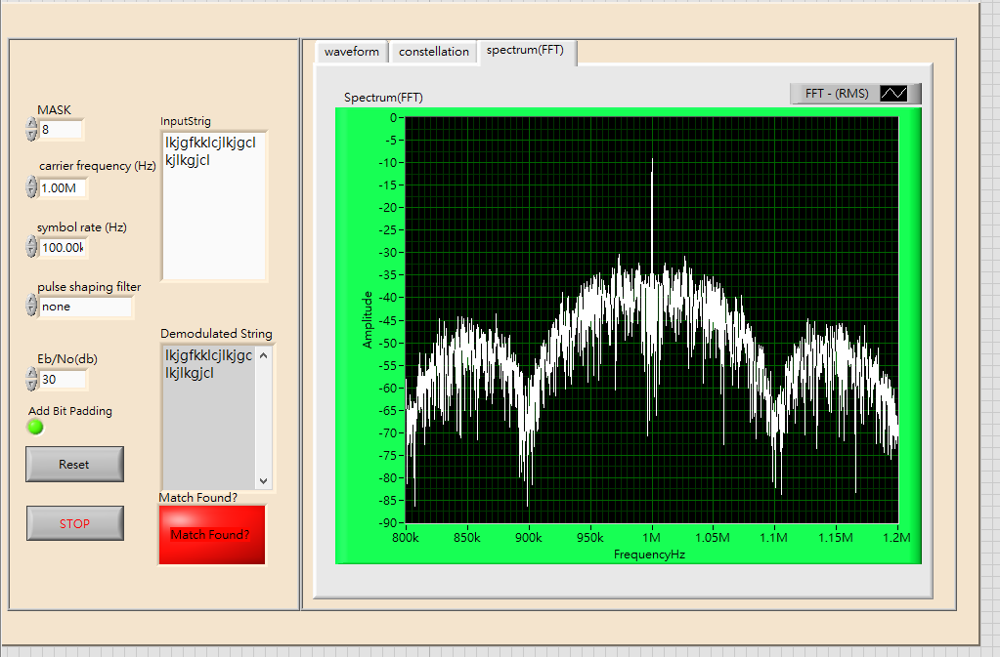 waveform
constellation
spectrum(FFT)
Spectrum(FFT)
FFT - (RMS)
MASK
8
carrier frequency (Hz)
1.00M
symbol rate (Hz)
100.00k
pulse shaping filter
none
Eb/No(db)
30
Add Bit Padding
Reset
STOP
InputStrig
lkjgfkklcjlkjgcl
kjlkgjcl
Demodulated String
lkjgfkklcjlkjgc
lkjlkgjcl
Match Found?
Match Found?
Amplitude
0
-5
-10
-15
-20
-25
-30
-35
-40
-45
-50
-55
-60
-65
-70
-75
-80
-85
-90
800k
850k
900k
950k
1M
1.05M
1.1M
1.15M
1.2M
FrequencyHz